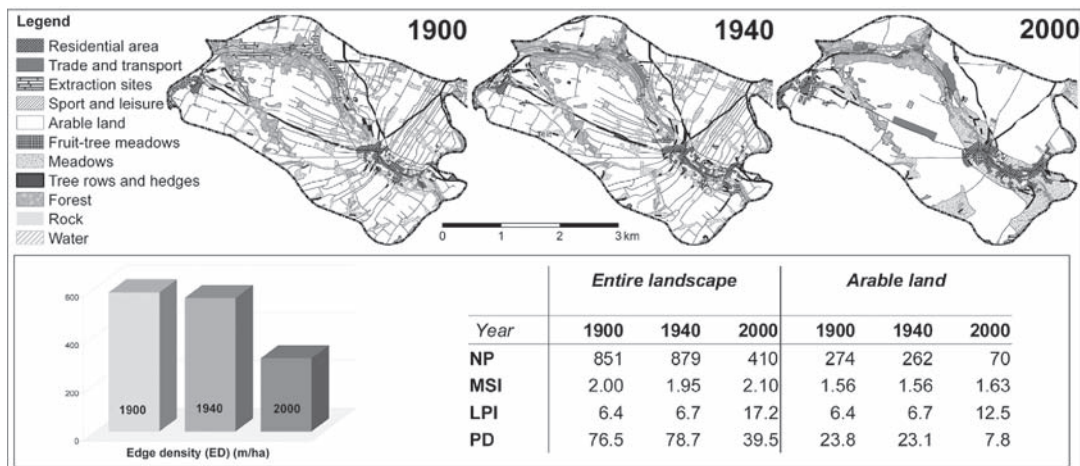 Legend
Residential area
Trade and transport
Extraction sites
Sport and leisure
Arable land
Fruit-tree meadows
Meadows
Tree rows and hedges
Forest
Rock
Water
1900
1940
2000
0 1 2 3 km
600
400
200
0
1900 1940 2000
Edge density (ED) (m/ha)
Entire landscape Arable land
Year 1900 1940 2000 1900 1940 2000
NP 851 879 410 274 262 70
MSI 2.00 1.95 2.10 1.56 1.56 1.63
LPI 6.4 6.7 17.2 6.4 6.7 12.5
PD 76.5 78.7 39.5 23.8 23.1 7.8